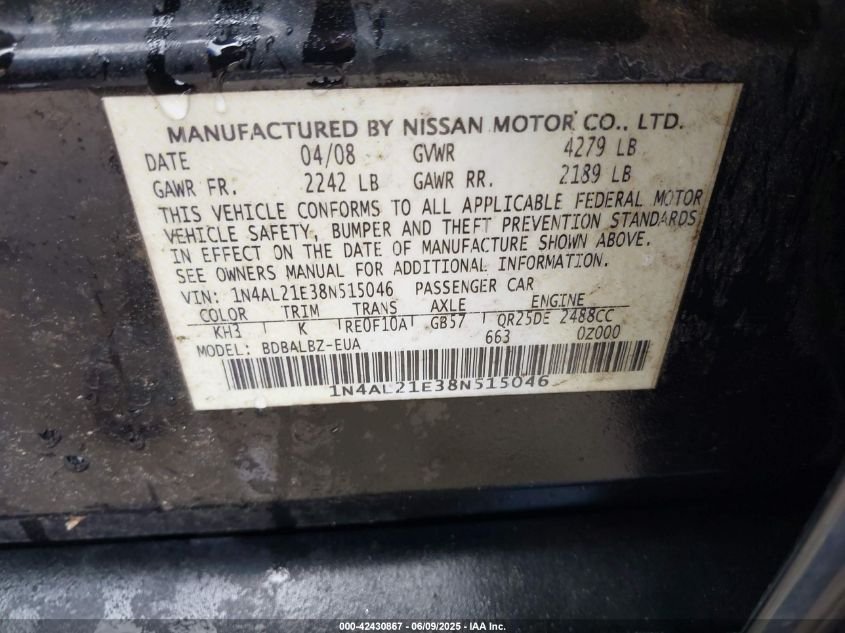 MANUFACTURED BY NISSAN MOTOR CO., LTD.
DATE 04/08 GVWR 4279 LB
GAWR FR. 2242 LB GAWR RR. 2189 LB
THIS VEHICLE CONFORMS TO ALL APPLICABLE FEDERAL MOTOR
VEHICLE SAFETY, BUMPER AND THEFT PREVENTION STANDARDS
IN EFFECT ON THE DATE OF MANUFACTURE SHOWN ABOVE.
SEE OWNERS MANUAL FOR ADDITIONAL INFORMATION.
VIN: 1N4AL21E38N515046 PASSENGER CAR
COLOR TRIM TRANS AXLE ENGINE
KH3 K RE0F10A GB57 QR25DE 2488CC
MODEL: BDBALBZ-EUA 663 0Z000
1N4AL21E38N515046
000-42430867 - 06/09/2025 - IAA Inc.